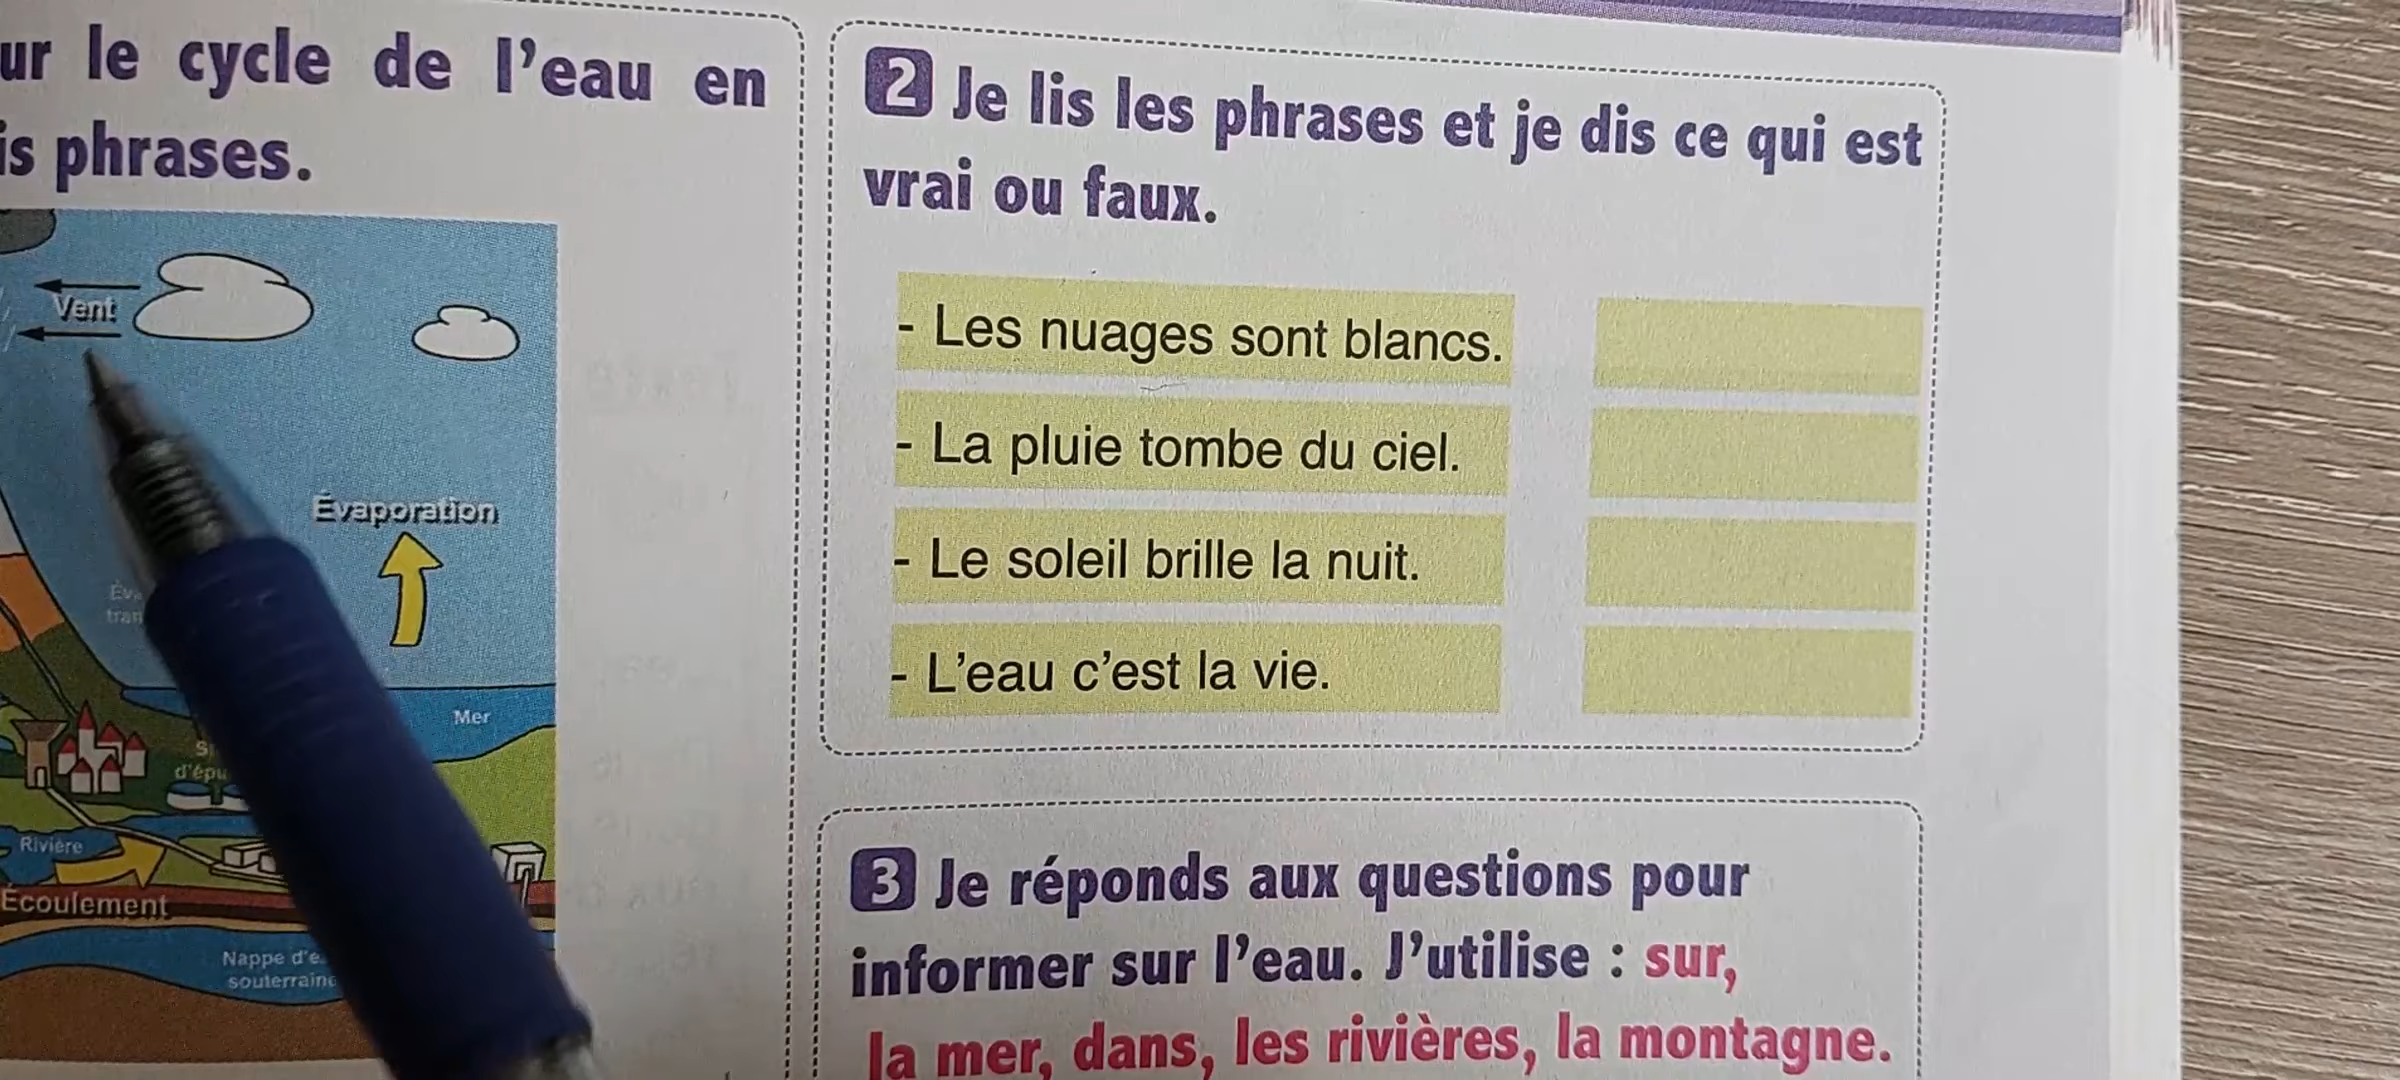 ur le cycle de l'eau en
is phrases.
Vent
Évaporation
Mer
Rivière
Écoulement
Nappe
2 Je lis les phrases et je dis ce qui est
vrai ou faux.
- Les nuages sont blancs.
- La pluie tombe du ciel.
- Le soleil brille la nuit.
- L'eau c'est la vie.
3 Je réponds aux questions pour
informer sur l'eau. J'utilise : sur,
la mer, dans, les rivières, la montagne.